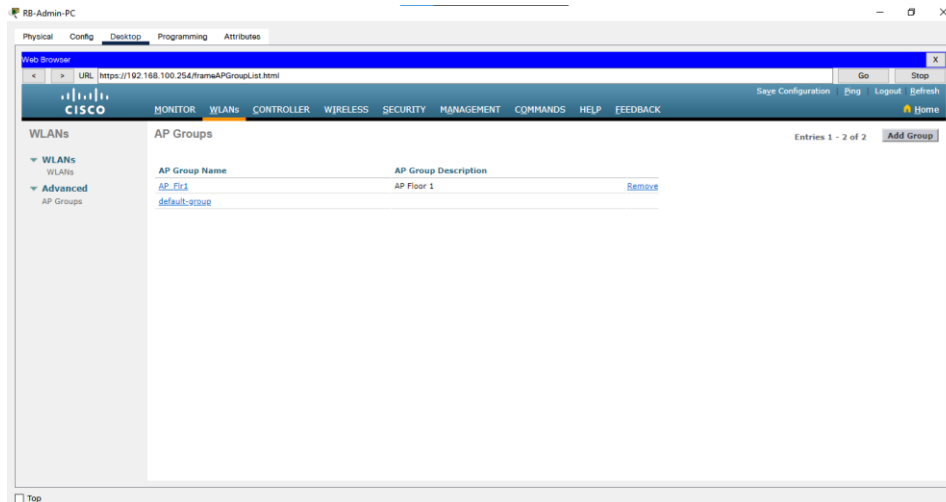 RB-Admin-PC
Physical Config Desktop Programming Attributes
Web Browser X
< > URL https://192.168.100.254/frameAPGroupList.html Go Stop
Save Configuration Ping Logout Refresh
CISCO MONITOR WLANs CONTROLLER WIRELESS SECURITY MANAGEMENT COMMANDS HELP FEEDBACK Home
WLANs AP Groups Entries 1 - 2 of 2 Add Group
WLANs
WLANs AP Group Name AP Group Description
Advanced AP_Flr1 AP Floor 1 Remove
AP Groups default-group
Top